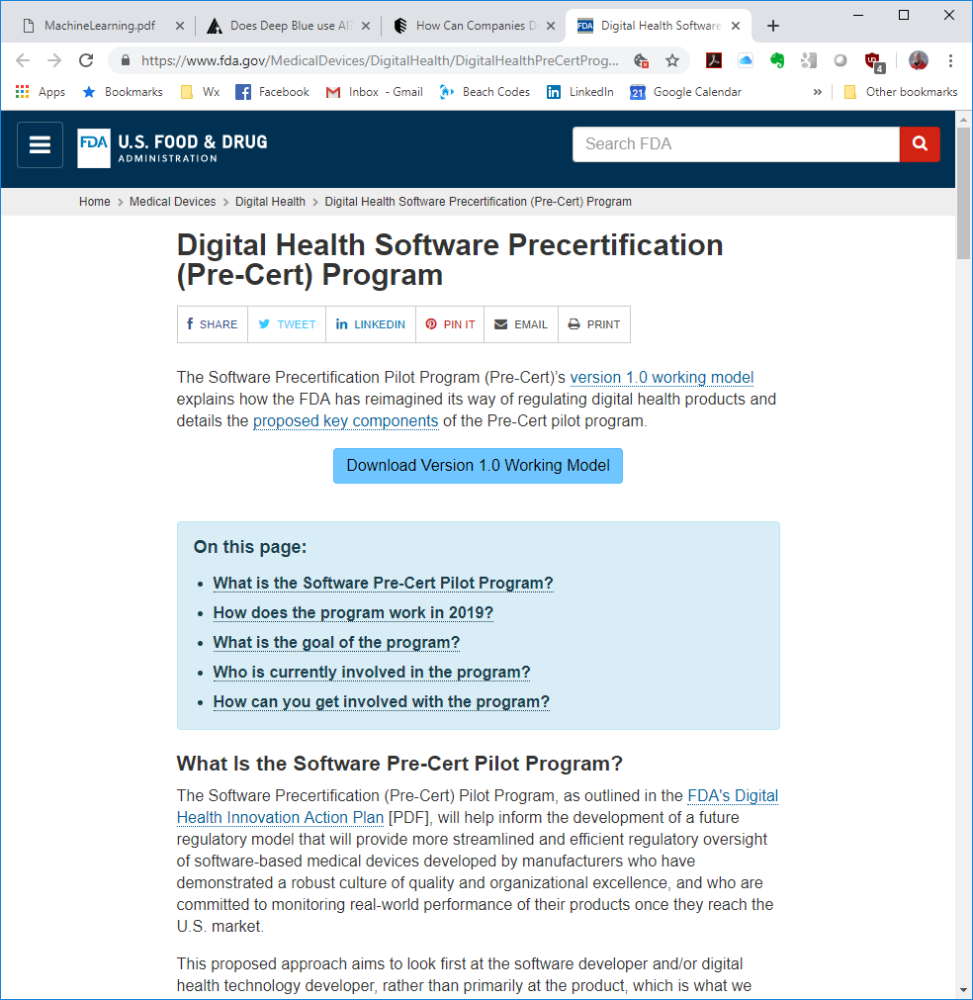 MachineLearning.pdf
Does Deep Blue use AI?
How Can Companies D
Digital Health Software
https://www.fda.gov/MedicalDevices/DigitalHealth/DigitalHealthPreCertProg...
4
Apps
Bookmarks
Wx
Facebook
Inbox - Gmail
Beach Codes
LinkedIn
Google Calendar
»
Other bookmarks
FDA U.S. FOOD & DRUG
ADMINISTRATION
Search FDA
Home > Medical Devices > Digital Health > Digital Health Software Precertification (Pre-Cert) Program
Digital Health Software Precertification
(Pre-Cert) Program
SHARE TWEET LINKEDIN PIN IT EMAIL PRINT
The Software Precertification Pilot Program (Pre-Cert)’s version 1.0 working model
explains how the FDA has reimagined its way of regulating digital health products and
details the proposed key components of the Pre-Cert pilot program.
Download Version 1.0 Working Model
On this page:
• What is the Software Pre-Cert Pilot Program?
• How does the program work in 2019?
• What is the goal of the program?
• Who is currently involved in the program?
• How can you get involved with the program?
What Is the Software Pre-Cert Pilot Program?
The Software Precertification (Pre-Cert) Pilot Program, as outlined in the FDA's Digital
Health Innovation Action Plan [PDF], will help inform the development of a future
regulatory model that will provide more streamlined and efficient regulatory oversight
of software-based medical devices developed by manufacturers who have
demonstrated a robust culture of quality and organizational excellence, and who are
committed to monitoring real-world performance of their products once they reach the
U.S. market.
This proposed approach aims to look first at the software developer and/or digital
health technology developer, rather than primarily at the product, which is what we